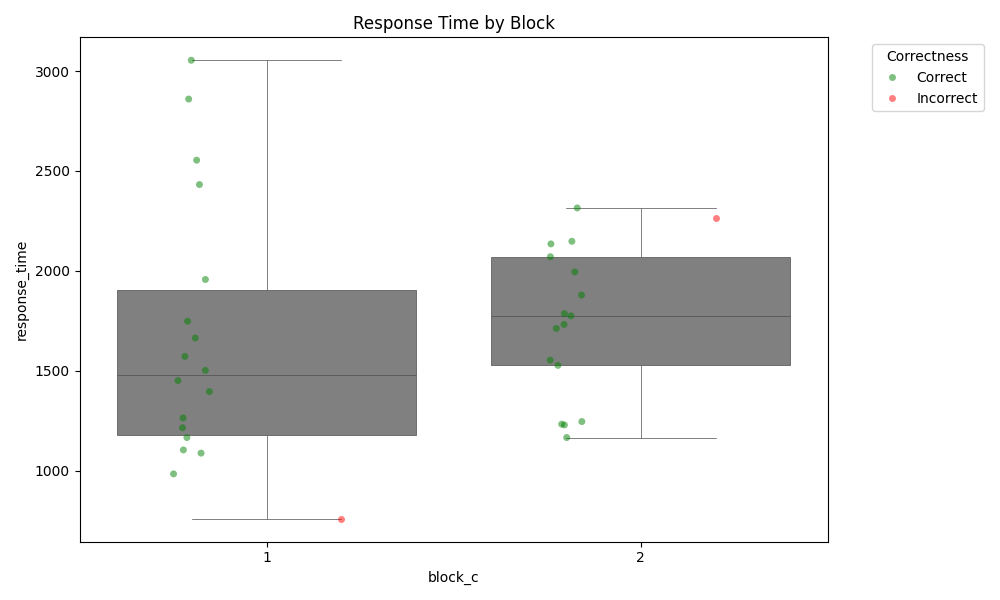 Response Time by Block
Correctness
Correct
Incorrect
3000
2500
2000
1500
1000
response_time
1
2
block_c